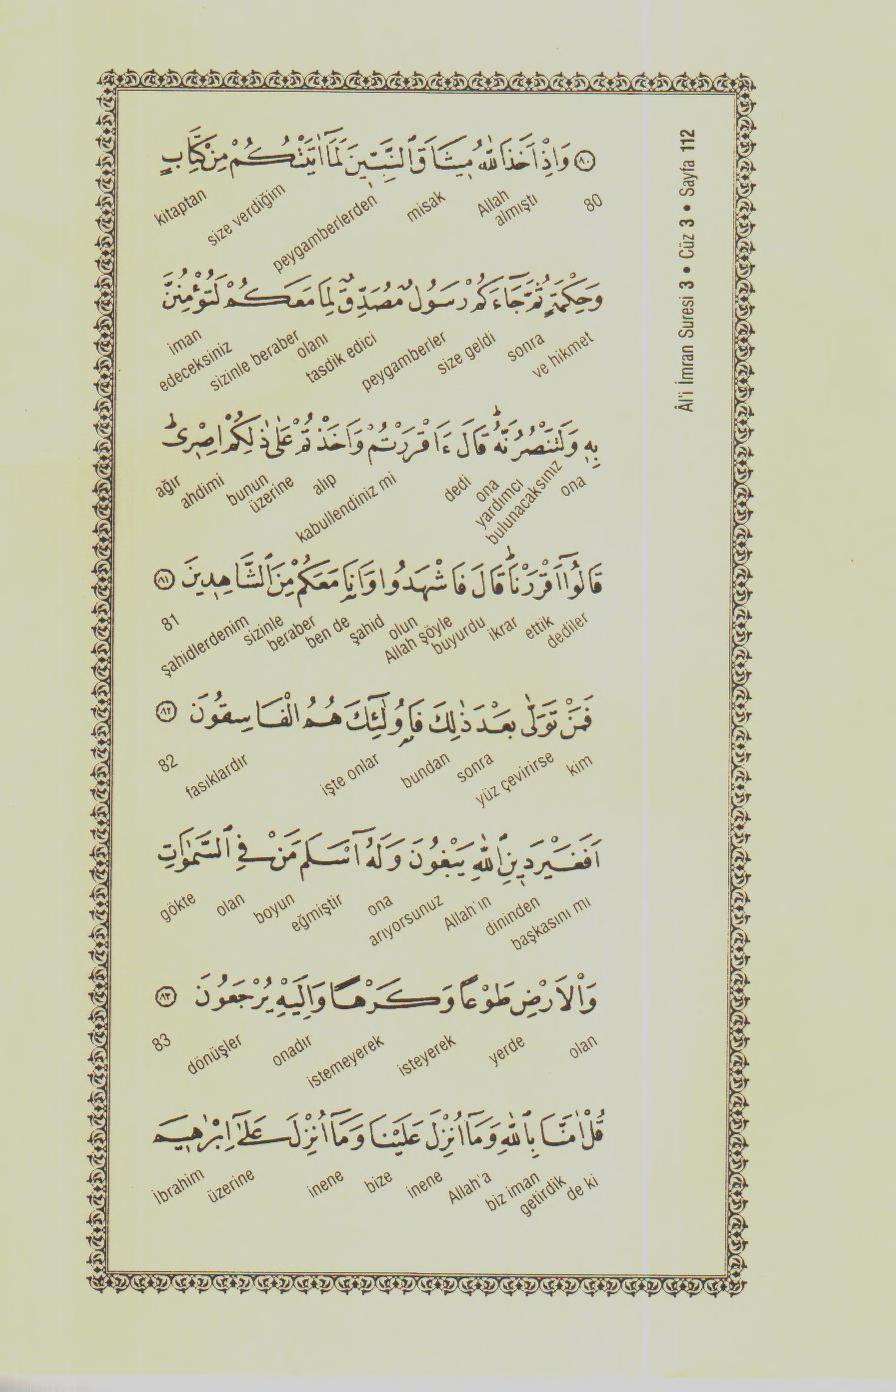 Âl'i İmran Suresi 3 • Cüz 3 • Sayfa 112
﴿٨٠﴾ وَاِذْ اَخَذَ اللّٰهُ مٖيثَاقَ النَّبِيّٖنَ لَمَٓا اٰتَيْتُكُمْ مِنْ كِتَابٍ
80 Allah almıştı misak peygamberlerden size verdiğim kitaptan
وَحِكْمَةٍ ثُمَّ جَٓاءَكُمْ رَسُولٌ مُصَدِّقٌ لِمَا مَعَكُمْ لَتُؤْمِنُنَّ
ve hikmet sonra size geldi peygamberler tasdik edici olanı sizinle beraber iman edeceksiniz
بِهٖ وَلَتَنْصُرُنَّهُؕ قَالَ ءَاَقْرَرْتُمْ وَاَخَذْتُمْ عَلٰى ذٰلِكُمْ اِصْرٖىؕ
ona ona yardımcı bulunacaksınız dedi kabullendiniz mi alıp bunun üzerine ahdimi ağır
قَالُٓوا اَقْرَرْنَاؕ قَالَ فَاشْهَدُوا وَاَنَا۬ مَعَكُمْ مِنَ الشَّاهِدٖينَ ﴿٨١﴾
dediler ettik ikrar Allah şöyle buyurdu olun şahid ben de sizinle beraber şahidlerdenim 81
فَمَنْ تَوَلّٰى بَعْدَ ذٰلِكَ فَاُو۬لٰٓئِكَ هُمُ الْفَاسِقُونَ ﴿٨٢﴾
kim yüz çevirirse sonra bundan işte onlar fasıklardır 82
اَفَغَيْرَ دٖينِ اللّٰهِ يَبْغُونَ وَلَهُٓ اَسْلَمَ مَنْ فِى السَّمٰوَاتِ
başkasını mı dininden Allah'ın arıyorsunuz ona eğmiştir boyun olan gökte
وَالْاَرْضِ طَوْعًا وَكَرْهًا وَاِلَيْهِ يُرْجَعُونَ ﴿٨٣﴾
olan yerde isteyerek istemeyerek onadır dönüşler 83
قُلْ اٰمَنَّا بِاللّٰهِ وَمَٓا اُنْزِلَ عَلَيْنَا وَمَٓا اُنْزِلَ عَلٰٓى اِبْرٰهٖيمَ
de ki biz iman getirdik Allah'a inene bize inene üzerine İbrahim